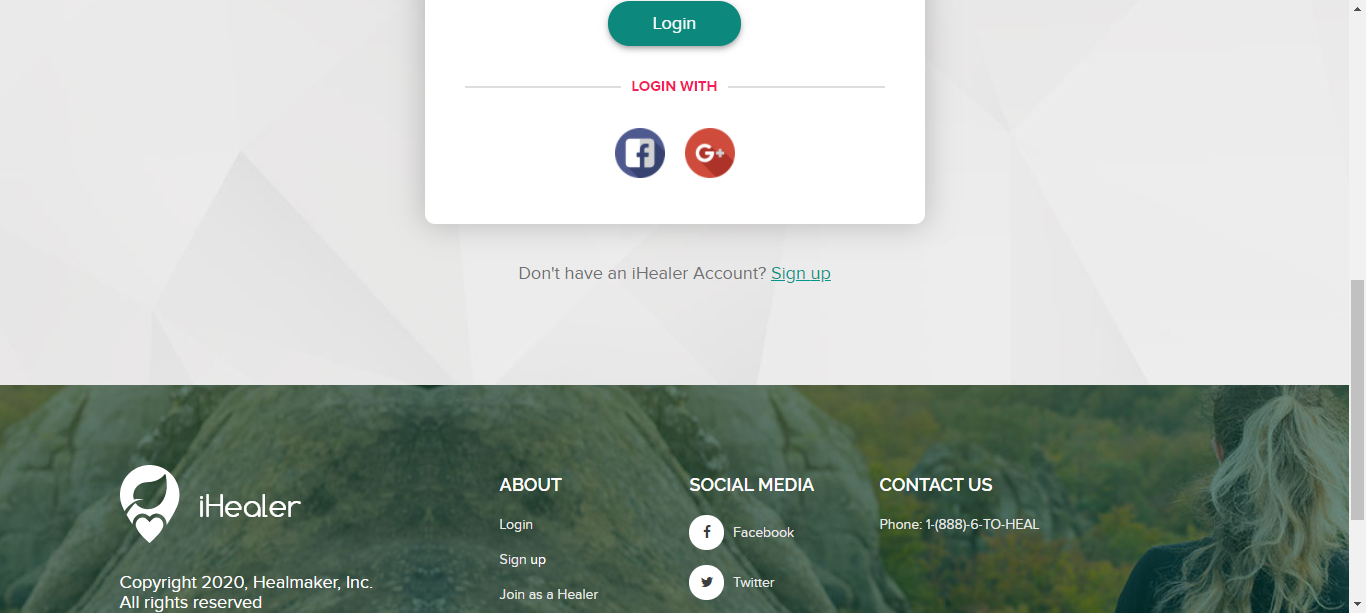 Login
LOGIN WITH
G+
Don't have an iHealer Account? Sign up
iHealer
Copyright 2020, Healmaker, Inc.
All rights reserved
ABOUT
Login
Sign up
Join as a Healer
SOCIAL MEDIA
Facebook
Twitter
CONTACT US
Phone: 1-(888)-6-TO-HEAL